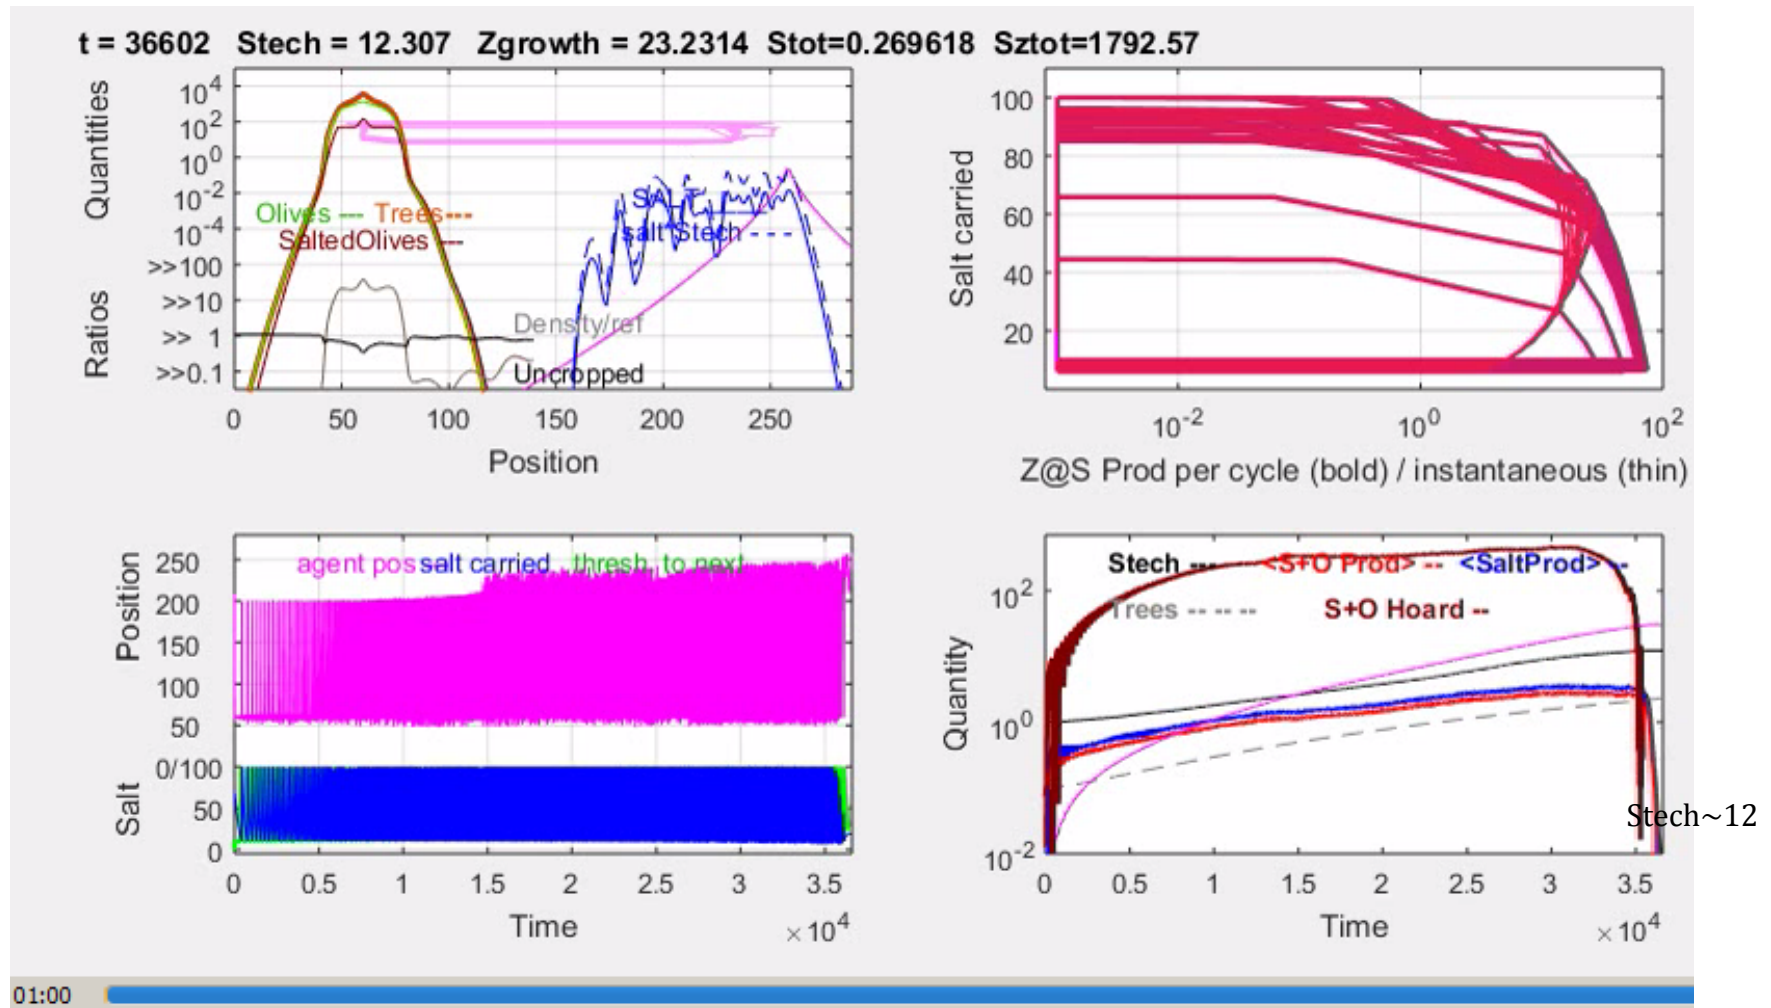 t = 36602 Stech = 12.307 Zgrowth = 23.2314 Stot=0.269618 Sztot=1792.57
Quantities
Ratios
10^4
10^2
10^0
10^-2
10^-4
>>100
>>10
>> 1
>>0.1
Olives --- Trees---
SaltedOlives ---
SALT
salt*Stech - - - -
Density/ref
Uncropped
0 50 100 150 200 250
Position
Salt carried
100
80
60
40
20
10^-2 10^0 10^2
Z@S Prod per cycle (bold) / instantaneous (thin)
Position
Salt
250
200
150
100
50
0/100
50
0
agent pos salt carried thresh. to next
0 0.5 1 1.5 2 2.5 3 3.5
Time
×10^4
Quantity
10^2
10^0
10^-2
Stech --- <S+O Prod> -- <SaltProd> --
Trees -- -- -- S+O Hoard --
Stech~12
0 0.5 1 1.5 2 2.5 3 3.5
Time
×10^4
01:00